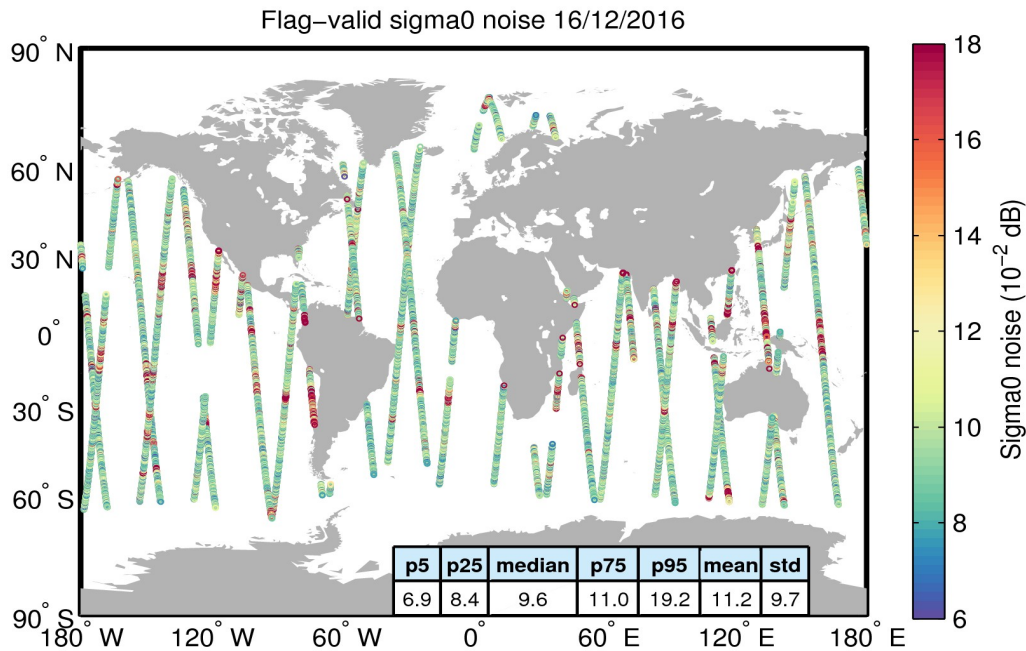 Flag−valid sigma0 noise 16/12/2016
90° N
60° N
30° N
0°
30° S
60° S
90° S
180° W
120° W
60° W
0°
60° E
120° E
180° E
p5 p25 median p75 p95 mean std
6.9 8.4 9.6 11.0 19.2 11.2 9.7
18
16
14
12
10
8
6
Sigma0 noise (10⁻² dB)